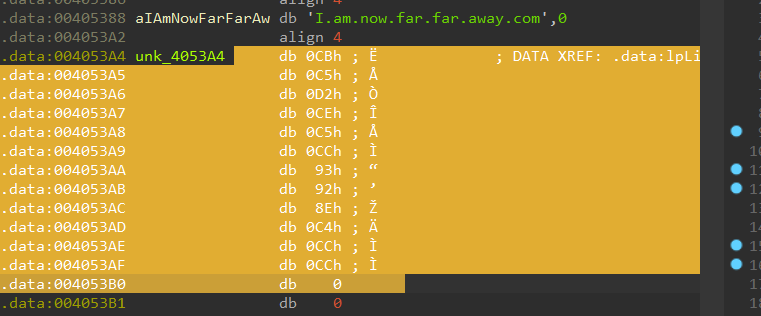 .data:00405388 aIAmNowFarFarAw db 'I.am.now.far.far.away.com',0
.data:004053A2 align 4
.data:004053A4 unk_4053A4 db 0CBh ; Ë ; DATA XREF: .data:lpLi
.data:004053A5 db 0C5h ; Å
.data:004053A6 db 0D2h ; Ò
.data:004053A7 db 0CEh ; Î
.data:004053A8 db 0C5h ; Å
.data:004053A9 db 0CCh ; Ì
.data:004053AA db 93h ; “
.data:004053AB db 92h ; ’
.data:004053AC db 8Eh ; Ž
.data:004053AD db 0C4h ; Ä
.data:004053AE db 0CCh ; Ì
.data:004053AF db 0CCh ; Ì
.data:004053B0 db 0
.data:004053B1 db 0